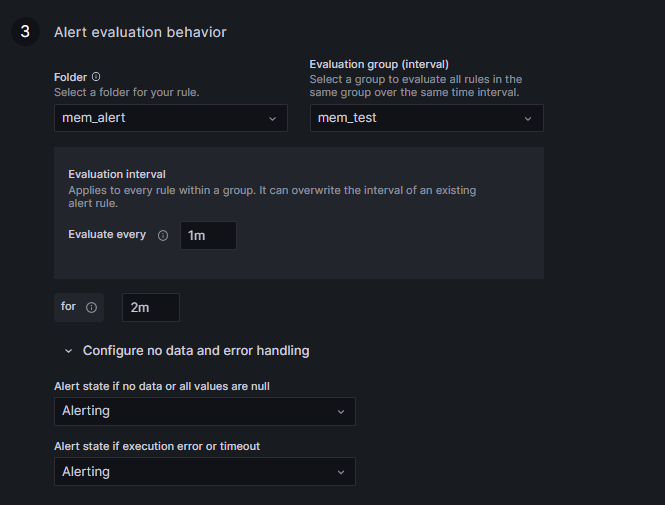 3 Alert evaluation behavior
Folder
Select a folder for your rule.
mem_alert
Evaluation group (interval)
Select a group to evaluate all rules in the
same group over the same time interval.
mem_test
Evaluation interval
Applies to every rule within a group. It can overwrite the interval of an existing
alert rule.
Evaluate every 1m
for 2m
Configure no data and error handling
Alert state if no data or all values are null
Alerting
Alert state if execution error or timeout
Alerting